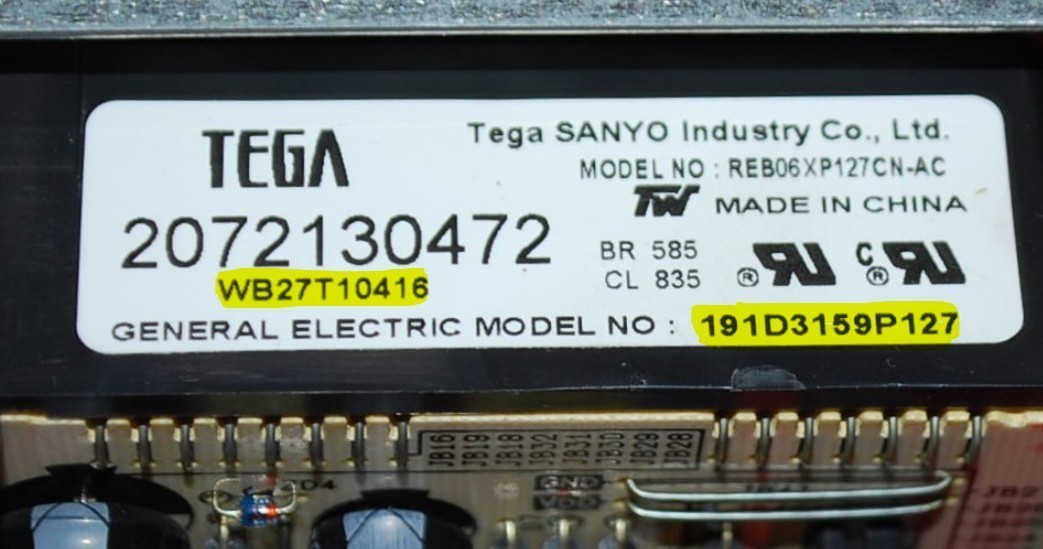 TEGA
Tega SANYO Industry Co., Ltd.
MODEL NO : REB06XP127CN-AC
MADE IN CHINA
2072130472
BR 585
CL 835
WB27T10416
GENERAL ELECTRIC MODEL NO : 191D3159P127
JB16
JB19
JB18
JB32
JB31
JB30
JB29
JB28
GND